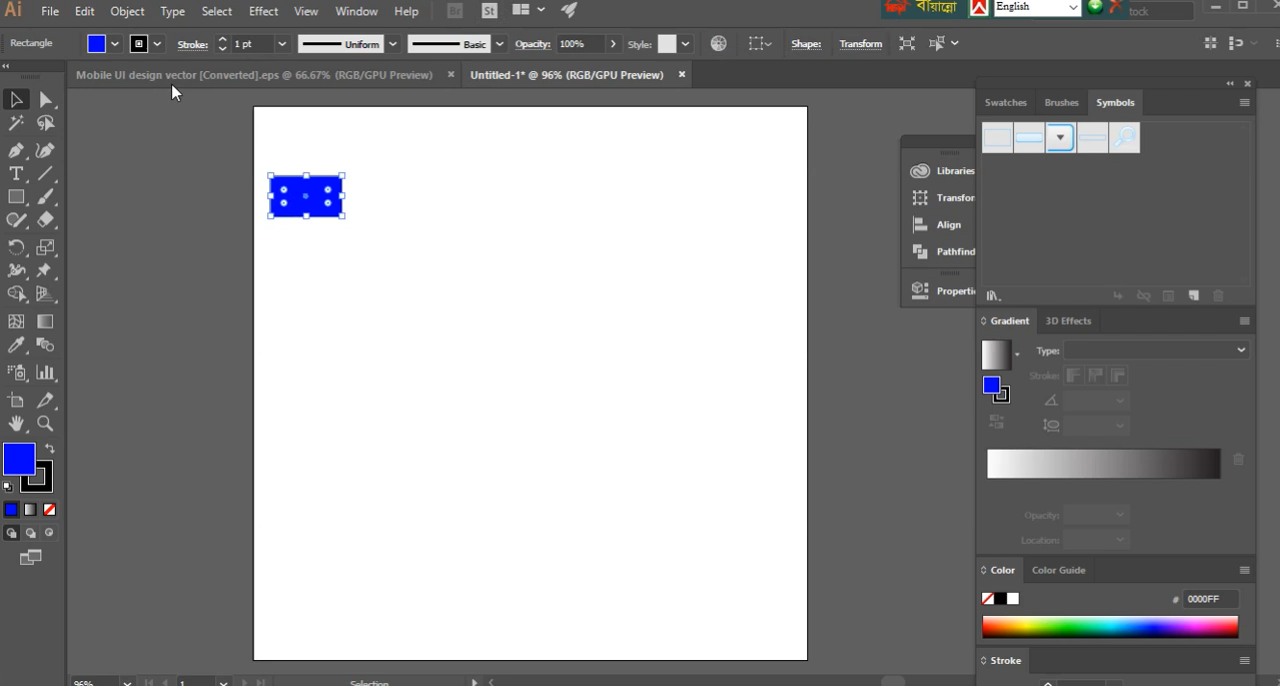 Ai File Edit Object Type Select Effect View Window Help Br St বায়ান্নো English tock
Rectangle Stroke: 1 pt Uniform Basic Opacity: 100% Style: Shape: Transform
Mobile UI design vector [Converted].eps @ 66.67% (RGB/GPU Preview) Untitled-1* @ 96% (RGB/GPU Preview)
Swatches Brushes Symbols
Libraries
Transfor
Align
Pathfind
Properti
Gradient 3D Effects
Type:
Stroke:
Opacity:
Location:
Color Color Guide
# 0000FF
Stroke
96% 1 Selection